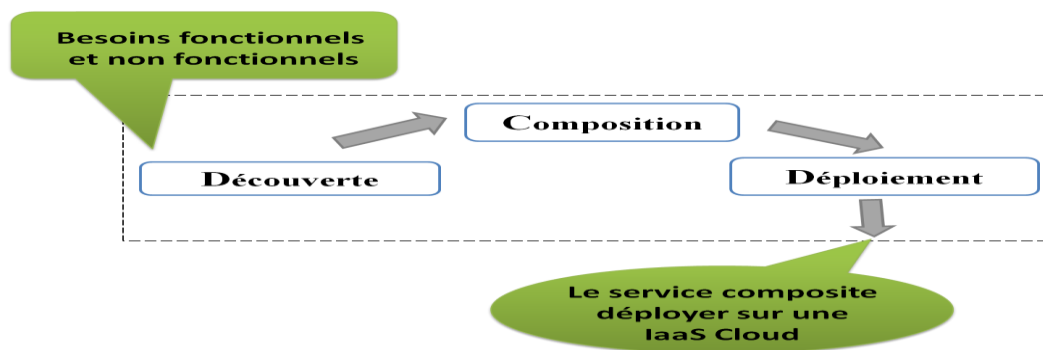 Besoins fonctionnels
et non fonctionnels
Composition
Découverte
Déploiement
Le service composite
déployer sur une
IaaS Cloud